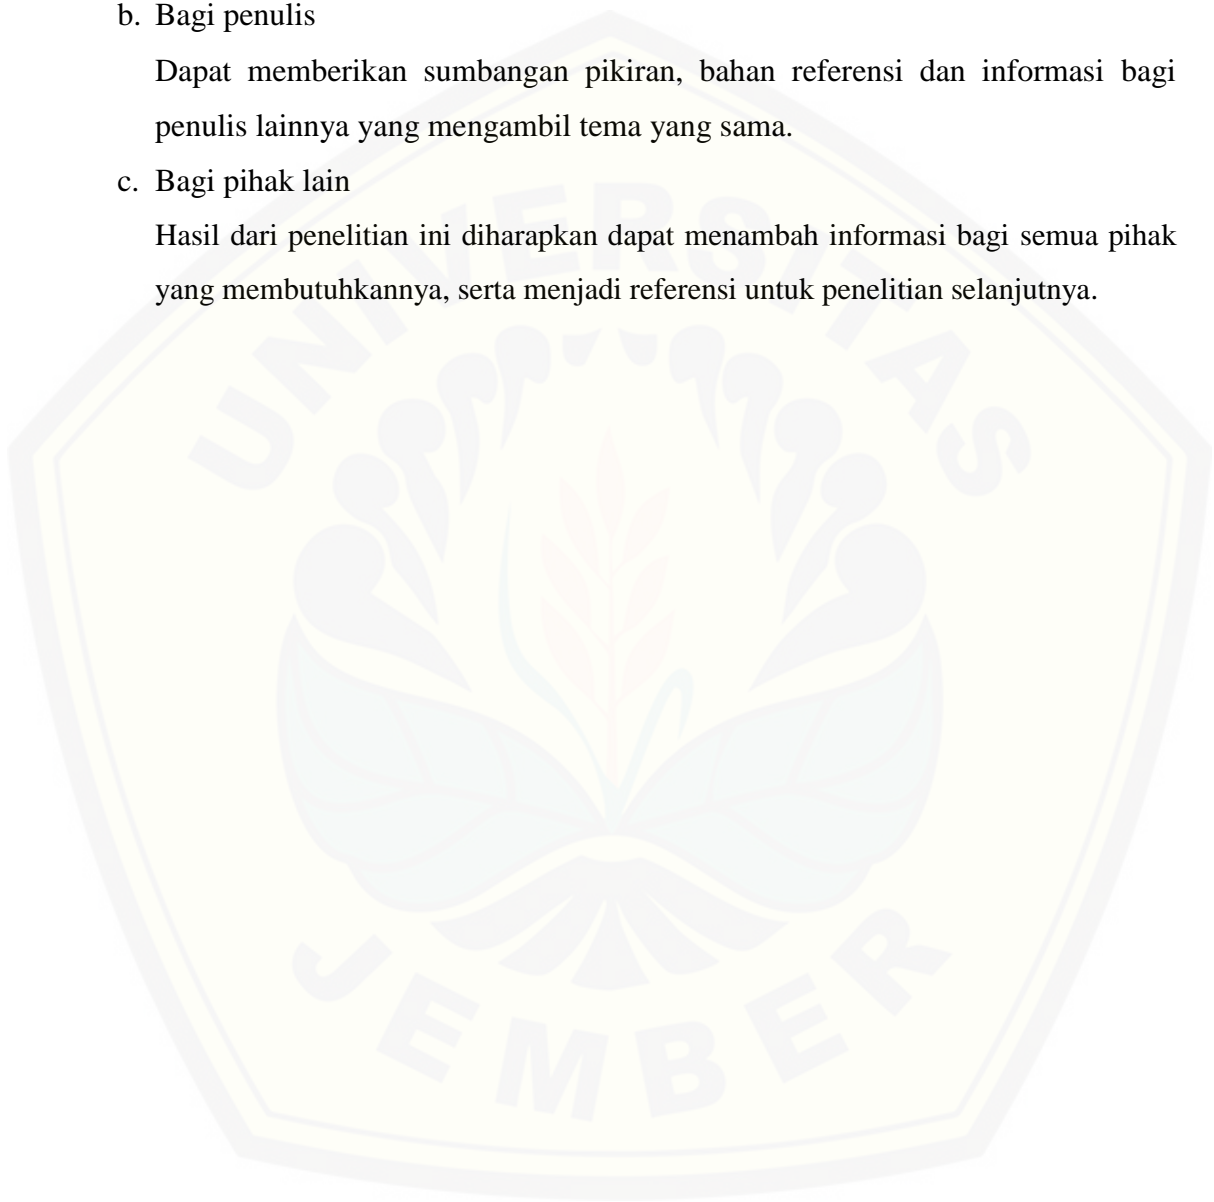 b. Bagi penulis
Dapat memberikan sumbangan pikiran, bahan referensi dan informasi bagi
penulis lainnya yang mengambil tema yang sama.
c. Bagi pihak lain
Hasil dari penelitian ini diharapkan dapat menambah informasi bagi semua pihak
yang membutuhkannya, serta menjadi referensi untuk penelitian selanjutnya.
UNIVERSITAS
JEMBER